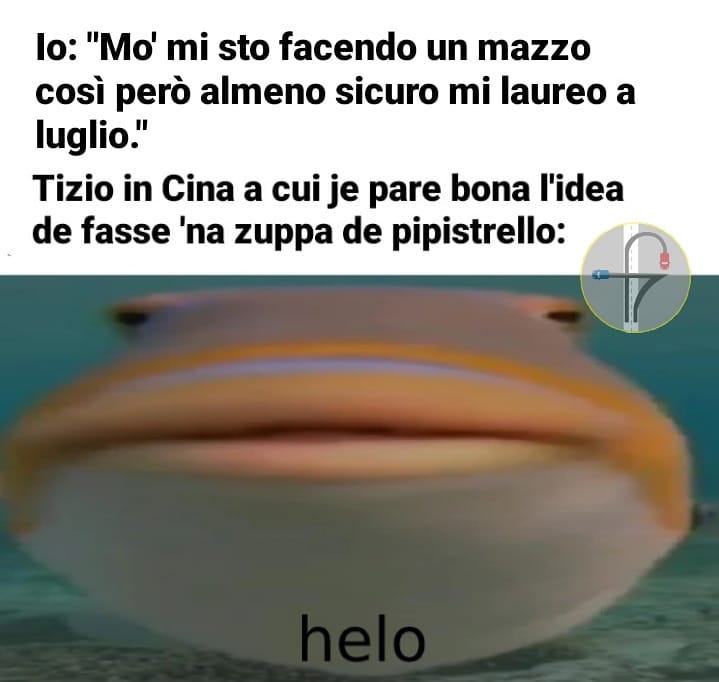 Io: "Mo' mi sto facendo un mazzo
così però almeno sicuro mi laureo a
luglio."
Tizio in Cina a cui je pare bona l'idea
de fasse 'na zuppa de pipistrello:
helo